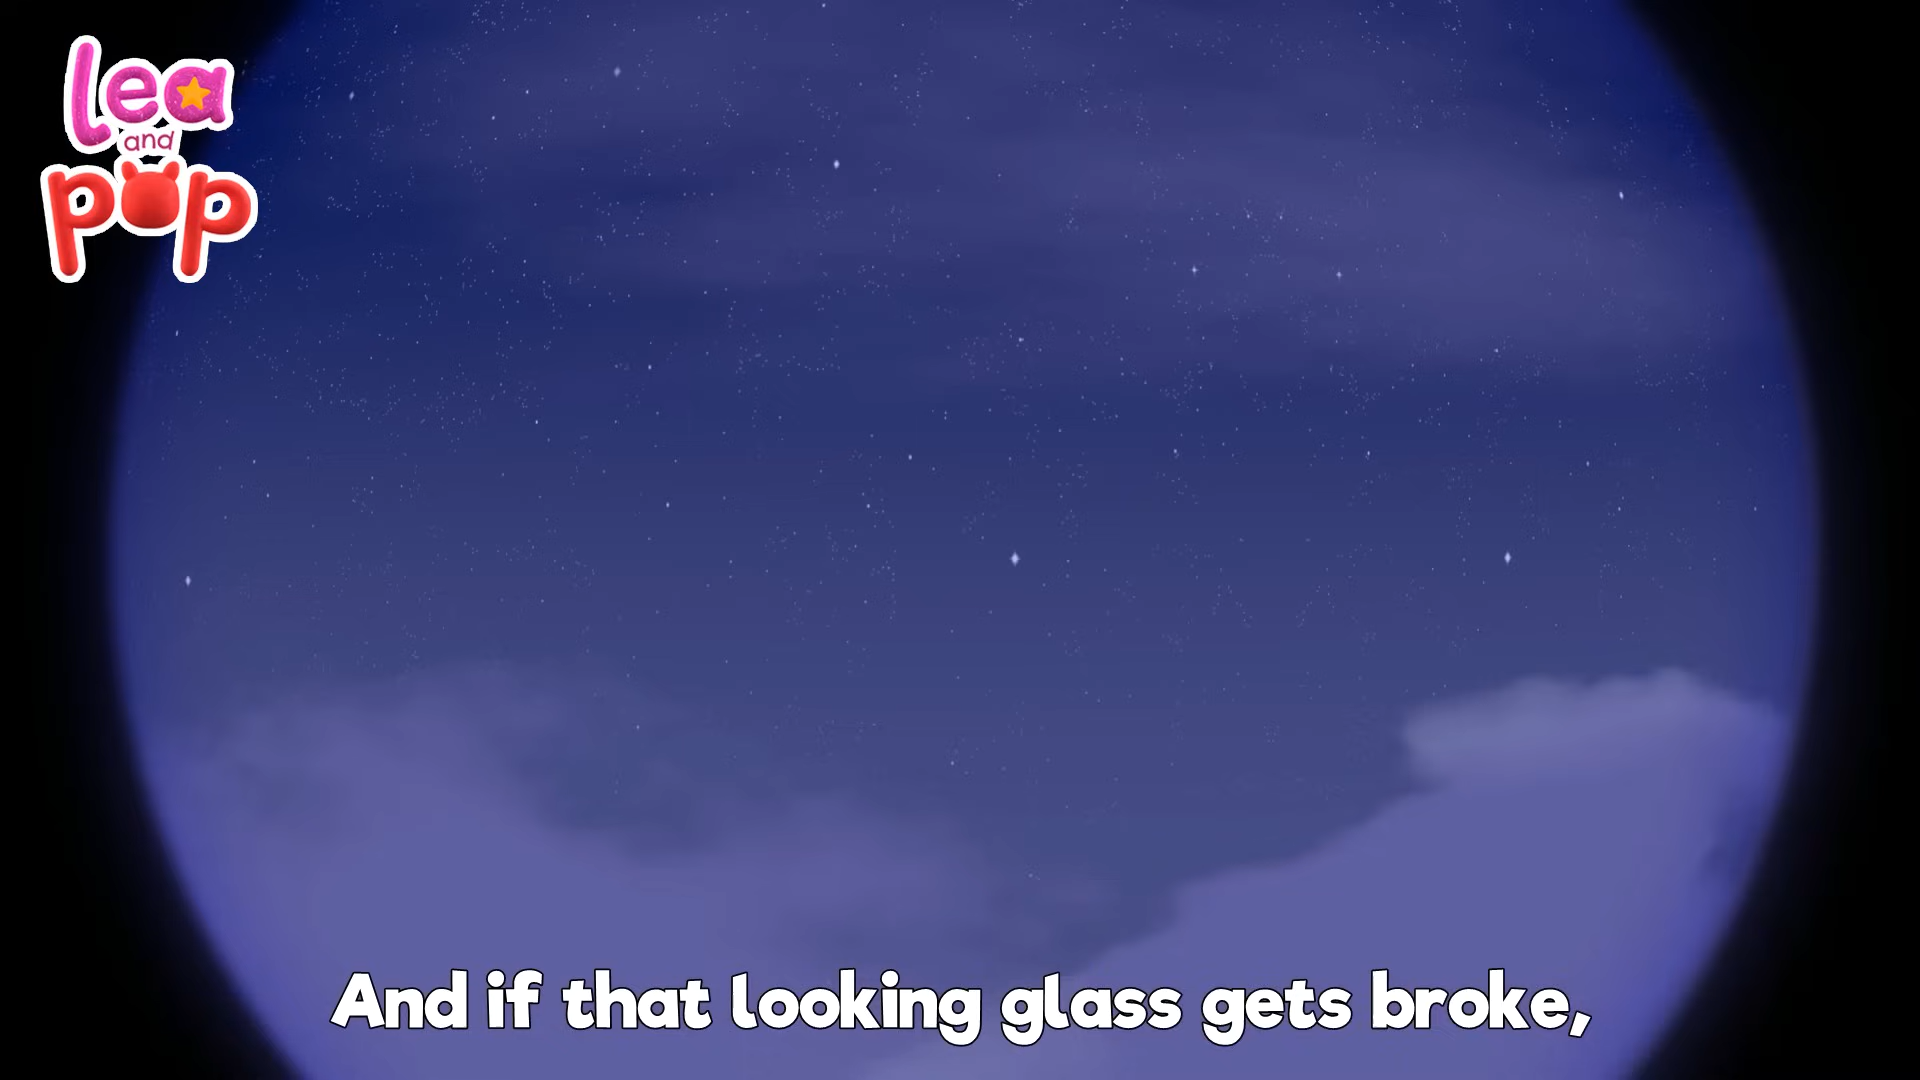 lea
and
pop
And if that looking glass gets broke,